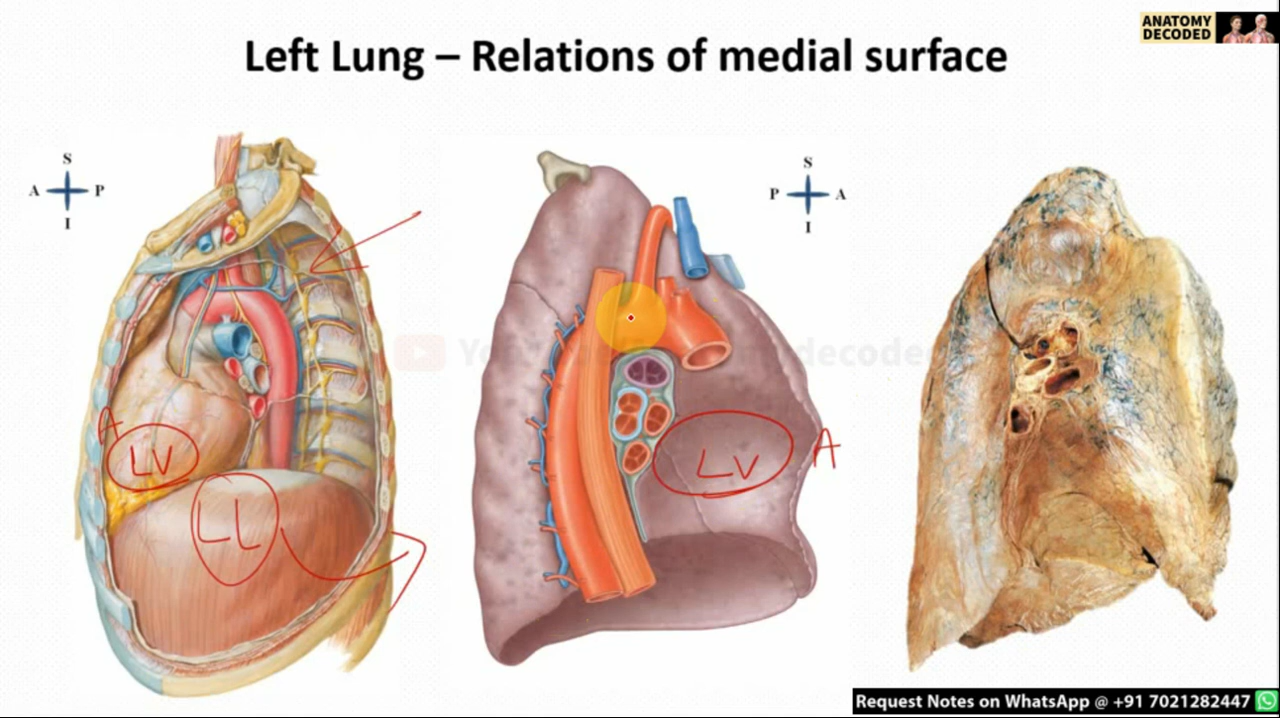 ANATOMY
DECODED
Left Lung – Relations of medial surface
S
A P
I
S
P A
I
A
LV
LL
LV
A
Request Notes on WhatsApp @ +91 7021282447